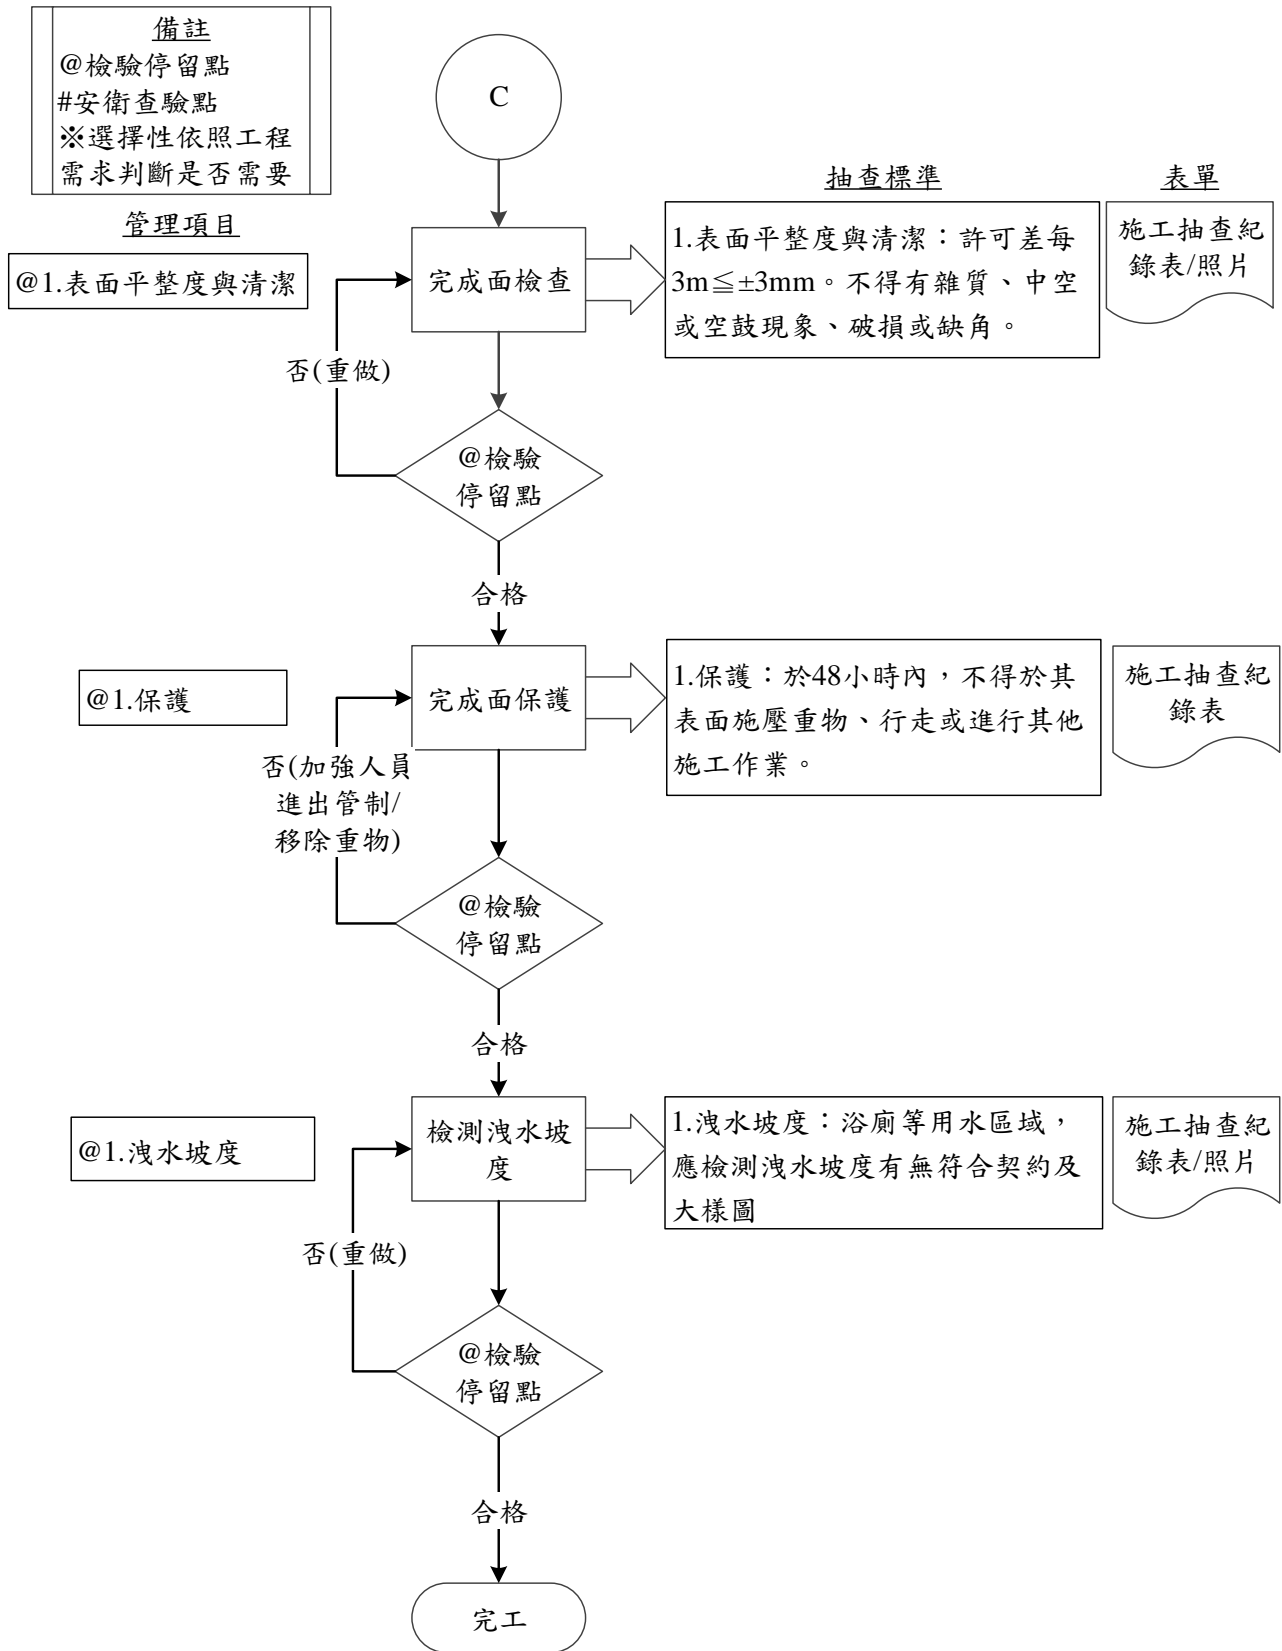 備註
@檢驗停留點
#安衛查驗點
※選擇性依照工程
需求判斷是否需要
C
管理項目
抽查標準
表單
@1.表面平整度與清潔
完成面檢查
1.表面平整度與清潔：許可差每
3m≦±3mm。不得有雜質、中空
或空鼓現象、破損或缺角。
施工抽查紀
錄表/照片
否(重做)
@檢驗
停留點
合格
@1.保護
完成面保護
1.保護：於48小時內，不得於其
表面施壓重物、行走或進行其他
施工作業。
施工抽查紀
錄表
否(加強人員
進出管制/
移除重物)
@檢驗
停留點
合格
@1.洩水坡度
檢測洩水坡
度
1.洩水坡度：浴廁等用水區域，
應檢測洩水坡度有無符合契約及
大樣圖
施工抽查紀
錄表/照片
否(重做)
@檢驗
停留點
合格
完工